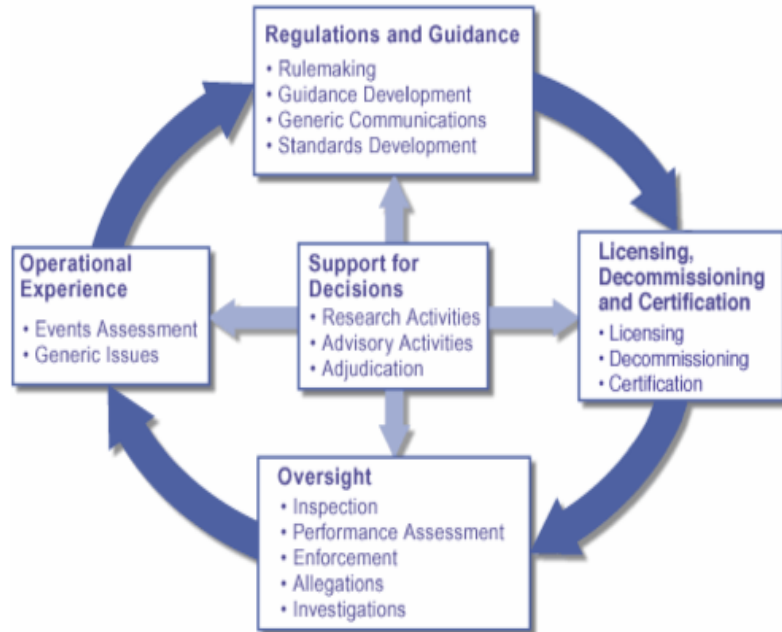 Regulations and Guidance
• Rulemaking
• Guidance Development
• Generic Communications
• Standards Development
Operational
Experience
• Events Assessment
• Generic Issues
Support for
Decisions
• Research Activities
• Advisory Activities
• Adjudication
Licensing,
Decommissioning
and Certification
• Licensing
• Decommissioning
• Certification
Oversight
• Inspection
• Performance Assessment
• Enforcement
• Allegations
• Investigations